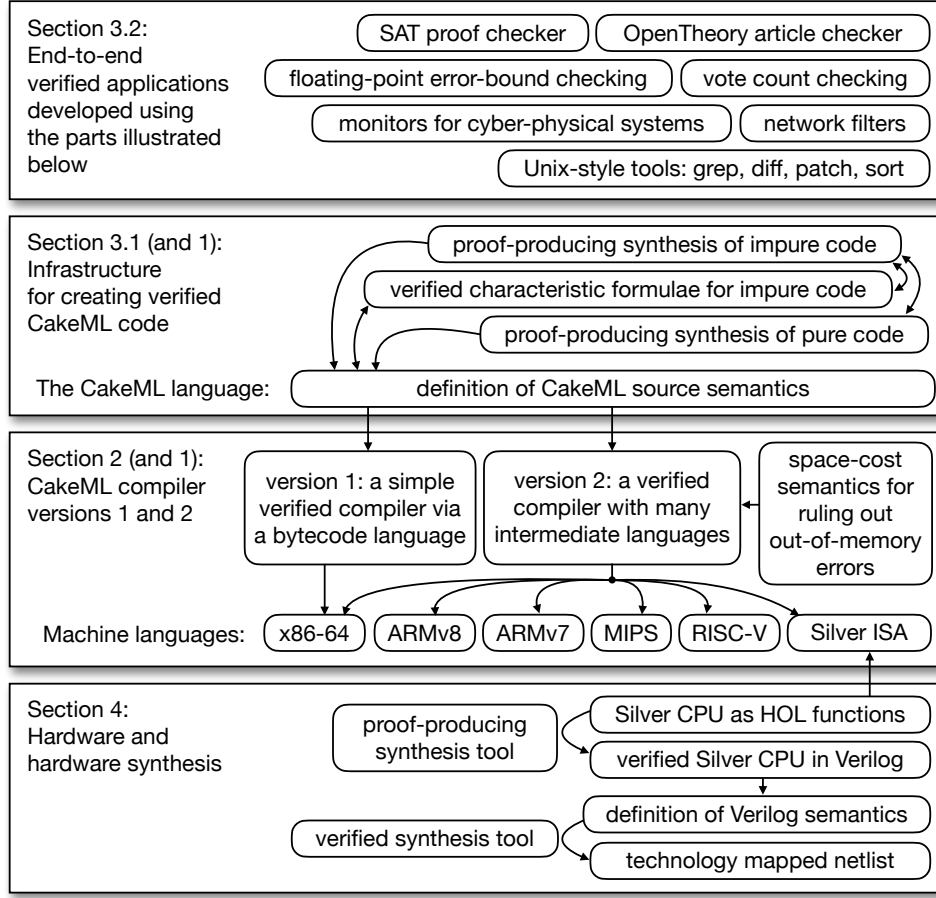 Section 3.2:
End-to-end
verified applications
developed using
the parts illustrated
below
SAT proof checker
OpenTheory article checker
floating-point error-bound checking
vote count checking
monitors for cyber-physical systems
network filters
Unix-style tools: grep, diff, patch, sort
Section 3.1 (and 1):
Infrastructure
for creating verified
CakeML code
proof-producing synthesis of impure code
verified characteristic formulae for impure code
proof-producing synthesis of pure code
The CakeML language:
definition of CakeML source semantics
Section 2 (and 1):
CakeML compiler
versions 1 and 2
version 1: a simple
verified compiler via
a bytecode language
version 2: a verified
compiler with many
intermediate languages
space-cost
semantics for
ruling out
out-of-memory
errors
Machine languages:
x86-64
ARMv8
ARMv7
MIPS
RISC-V
Silver ISA
Section 4:
Hardware and
hardware synthesis
proof-producing
synthesis tool
Silver CPU as HOL functions
verified Silver CPU in Verilog
definition of Verilog semantics
verified synthesis tool
technology mapped netlist